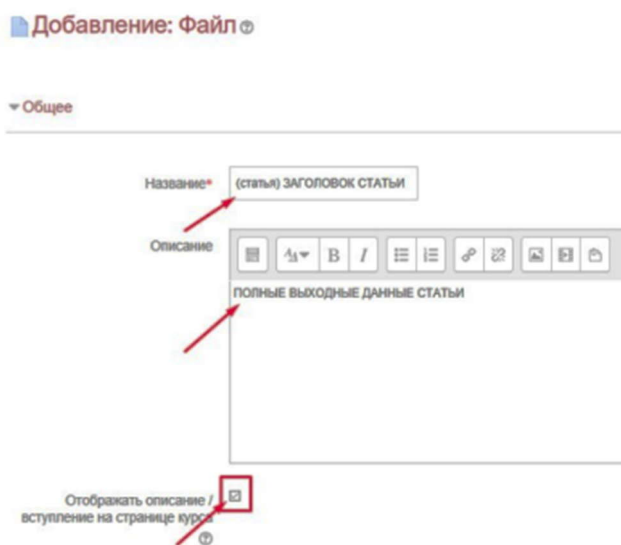 Добавление: Файл
Общее
Название*
(статья) ЗАГОЛОВОК СТАТЬИ
Описание
B I
ПОЛНЫЕ ВЫХОДНЫЕ ДАННЫЕ СТАТЬИ
Отображать описание /
вступление на странице курса